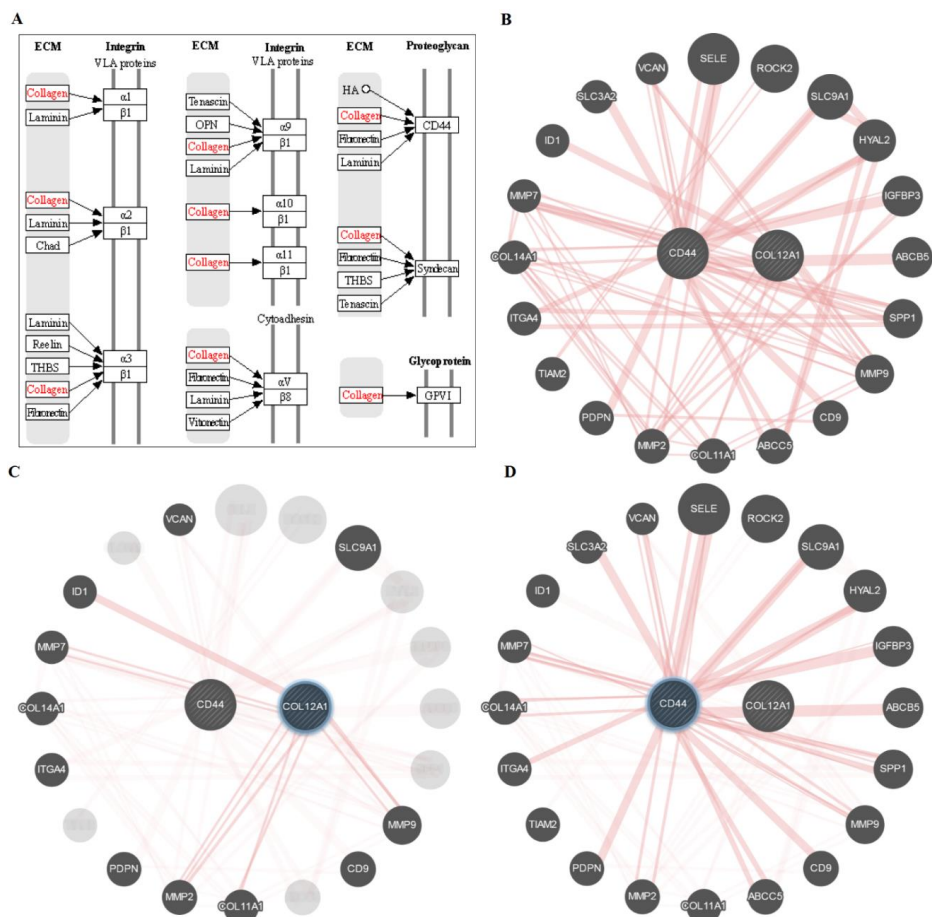 A
ECM
Integrin
VLA proteins
Collagen
Laminin
α1
β1
Collagen
Laminin
Chad
α2
β1
Laminin
Reelin
THBS
Collagen
Fibronectin
α3
β1
ECM
Integrin
VLA proteins
Tenascin
OPN
Collagen
Laminin
α9
β1
Collagen
α10
β1
Collagen
α11
β1
Cytoadhesin
Collagen
Fibronectin
Laminin
Vitronectin
αV
β8
ECM
Proteoglycan
HA
Collagen
Fibronectin
Laminin
CD44
Collagen
Fibronectin
THBS
Tenascin
Syndecan
Glycoprotein
Collagen
GPVI
B
SELE
VCAN
ROCK2
SLC3A2
SLC9A1
ID1
HYAL2
MMP7
IGFBP3
COL14A1
CD44
COL12A1
ABCB5
ITGA4
SPP1
TIAM2
MMP9
PDPN
CD9
MMP2
COL11A1
ABCC5
C
VCAN
SLC9A1
ID1
MMP7
COL14A1
CD44
COL12A1
ITGA4
MMP9
PDPN
CD9
MMP2
COL11A1
D
SELE
VCAN
ROCK2
SLC3A2
SLC9A1
ID1
HYAL2
MMP7
IGFBP3
COL14A1
CD44
COL12A1
ABCB5
ITGA4
SPP1
TIAM2
MMP9
PDPN
CD9
MMP2
COL11A1
ABCC5